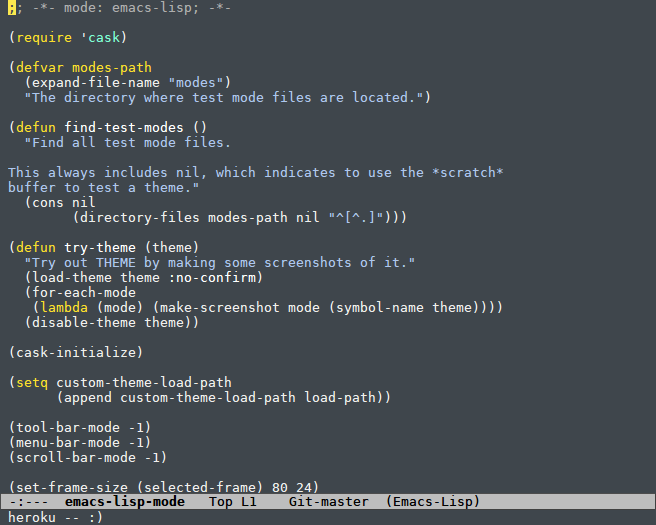 ;; -*- mode: emacs-lisp; -*-

(require 'cask)

(defvar modes-path
  (expand-file-name "modes")
  "The directory where test mode files are located.")

(defun find-test-modes ()
  "Find all test mode files.

This always includes nil, which indicates to use the *scratch*
buffer to test a theme."
  (cons nil
        (directory-files modes-path nil "^[^.]")))

(defun try-theme (theme)
  "Try out THEME by making some screenshots of it."
  (load-theme theme :no-confirm)
  (for-each-mode
   (lambda (mode) (make-screenshot mode (symbol-name theme))))
  (disable-theme theme))

(cask-initialize)

(setq custom-theme-load-path
      (append custom-theme-load-path load-path))

(tool-bar-mode -1)
(menu-bar-mode -1)
(scroll-bar-mode -1)

(set-frame-size (selected-frame) 80 24)
-:---  emacs-lisp-mode   Top L1    Git-master  (Emacs-Lisp)
heroku -- :)